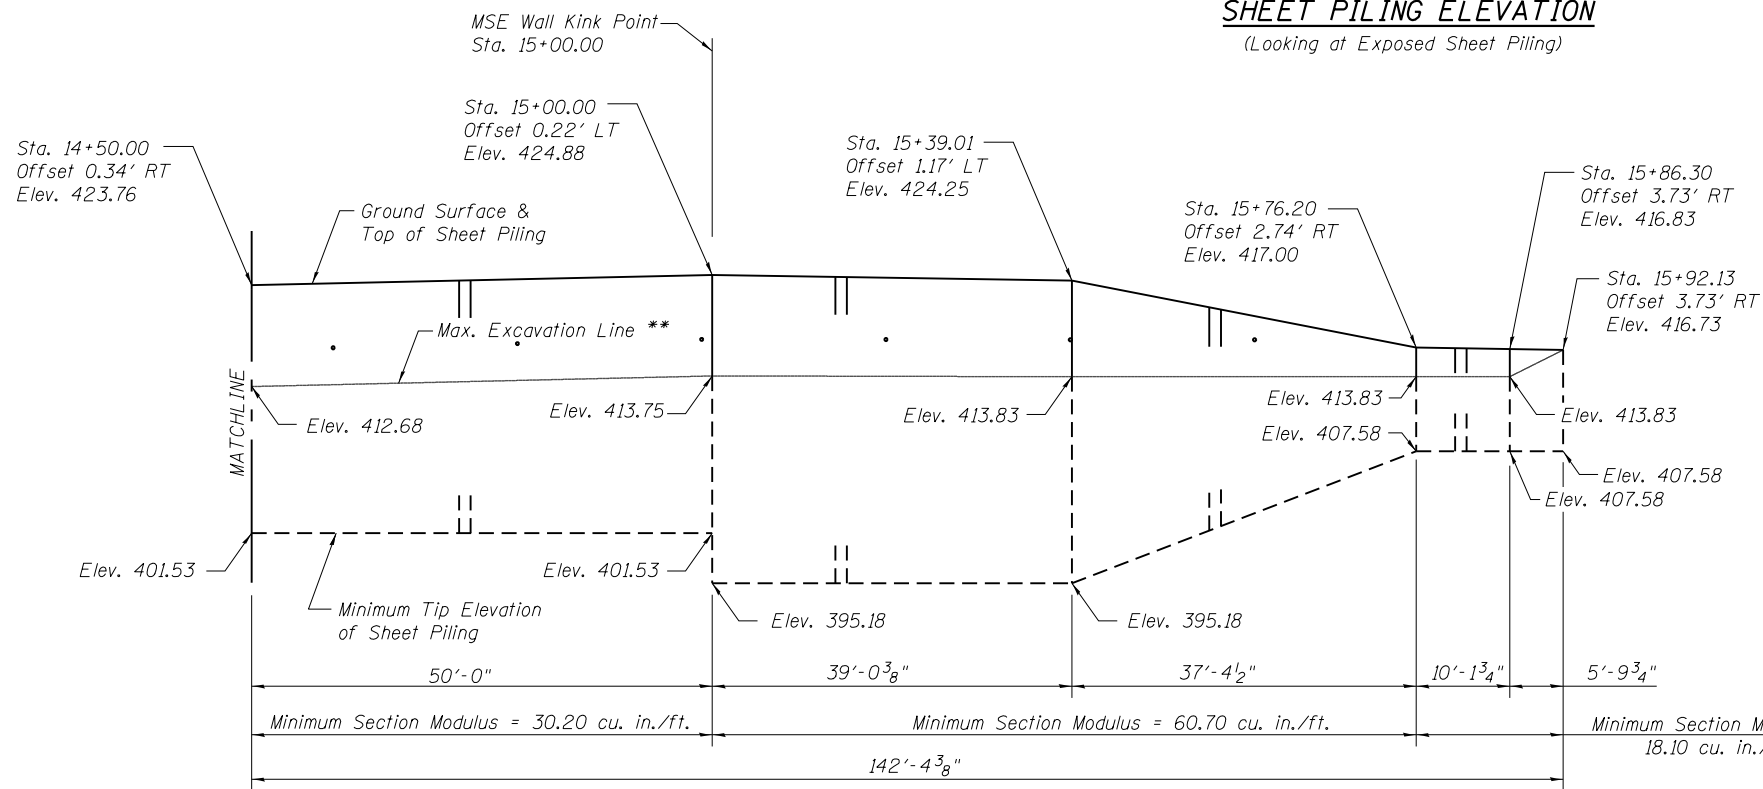 SHEET PILING ELEVATION
(Looking at Exposed Sheet Piling)
MSE Wall Kink Point
Sta. 15+00.00
Sta. 14+50.00
Offset 0.34' RT
Elev. 423.76
Sta. 15+00.00
Offset 0.22' LT
Elev. 424.88
Sta. 15+39.01
Offset 1.17' LT
Elev. 424.25
Sta. 15+76.20
Offset 2.74' RT
Elev. 417.00
Sta. 15+86.30
Offset 3.73' RT
Elev. 416.83
Sta. 15+92.13
Offset 3.73' RT
Elev. 416.73
Ground Surface &
Top of Sheet Piling
Max. Excavation Line **
MATCHLINE
Elev. 412.68
Elev. 413.75
Elev. 413.83
Elev. 413.83
Elev. 413.83
Elev. 407.58
Elev. 407.58
Elev. 407.58
Elev. 401.53
Elev. 401.53
Minimum Tip Elevation
of Sheet Piling
Elev. 395.18
Elev. 395.18
50'-0"
39'-0 3/8"
37'-4 1/2"
10'-1 3/4"
5'-9 3/4"
Minimum Section Modulus = 30.20 cu. in./ft.
Minimum Section Modulus = 60.70 cu. in./ft.
Minimum Section M
18.10 cu. in./
142'-4 3/8"